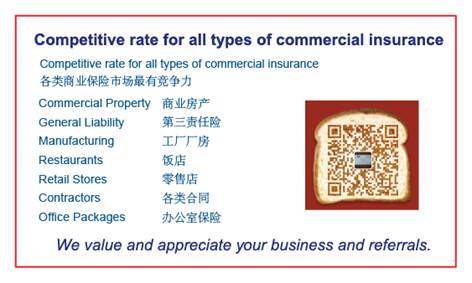 Competitive rate for all types of commercial insurance
Competitive rate for all types of commercial insurance
各类商业保险市场最有竞争力
Commercial Property 商业房产
General Liability 第三责任险
Manufacturing 工厂厂房
Restaurants 饭店
Retail Stores 零售店
Contractors 各类合同
Office Packages 办公室保险
We value and appreciate your business and referrals.